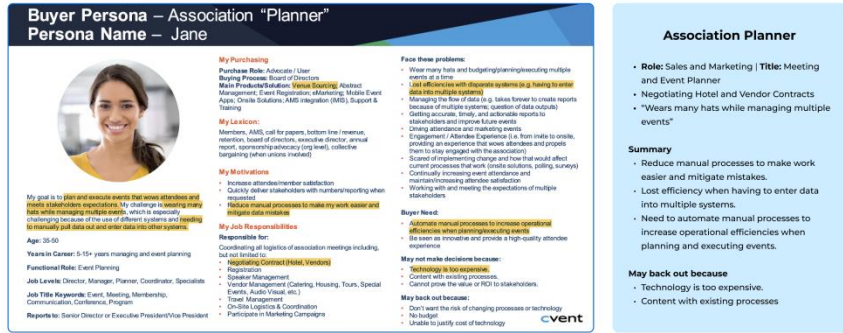 Buyer Persona – Association “Planner”
Persona Name – Jane
My goal is to plan and execute events that wows attendees and
meets stakeholders expectations. My challenge is wearing many
hats while managing multiple events, which is especially
challenging because of the use of different systems and needing
to manually pull data out and enter data into other systems.
Age: 35-50
Years in Career: 5-15+ years managing and event planning
Functional Role: Event Planning
Job Levels: Director, Manager, Planner, Coordinator, Specialists
Job Title Keywords: Event, Meeting, Membership,
Communication, Conference, Program
Reports to: Senior Director or Executive President/Vice President
My Purchasing
Purchase Role: Advocate / User
Buying Process: Board of Directors
Main Products/Solution: Venue Sourcing; Abstract
Management; Event Registration; eMarketing; Mobile Event
Apps; Onsite Solutions; AMS integration (IMIS), Support &
Training
My Lexicon:
Members, AMS, call for papers, bottom line / revenue,
retention, board of directors, executive director, annual
report, sponsorship advocacy (org level), collective
bargaining (when unions involved)
My Motivations
• Increase attendee/member satisfaction
• Quickly deliver stakeholders with numbers/reporting when
requested
• Reduce manual processes to make my work easier and
mitigate data mistakes
My Job Responsibilities
Responsible for:
Coordinating all logistics of association meetings including,
but not limited to:
• Negotiating Contract (Hotel, Vendors)
• Registration
• Speaker Management
• Vendor Management (Catering, Housing, Tours, Special
Events, Audio Visual, etc.)
• Travel Management
• On-Site Logistics & Coordination
• Participate in Marketing Campaigns
Face these problems:
• Wear many hats and budgeting/planning/executing multiple
events at a time
• Lost efficiencies with disparate systems (e.g. having to enter
data into multiple systems)
• Managing the flow of data (e.g. takes forever to create reports
because of multiple systems; question of data outputs)
• Getting accurate, timely, and actionable reports to
stakeholders and improve future events
• Driving attendance and marketing events
• Engagement / Attendee Experience (i.e. from invite to onsite,
providing an experience that wows attendees and propels
them to stay engaged with the association)
• Scared of implementing change and how that would affect
current processes that work (onsite solutions, polling, surveys)
• Continually increasing event attendance and
maintain/increasing attendee satisfaction
• Working with and meeting the expectations of multiple
stakeholders
Buyer Need:
• Automate manual processes to increase operational
efficiencies when planning/executing events
• Be seen as innovative and provide a high-quality attendee
experience
May not make decisions because:
• Technology is too expensive.
• Content with existing processes.
• Cannot prove the value or ROI to stakeholders.
May back out because:
• Don't want the risk of changing processes or technology
• No budget
• Unable to justify cost of technology
cvent
Association Planner
• Role: Sales and Marketing | Title: Meeting
and Event Planner
• Negotiating Hotel and Vendor Contracts
• “Wears many hats while managing multiple
events”
Summary
• Reduce manual processes to make work
easier and mitigate mistakes.
• Lost efficiency when having to enter data
into multiple systems.
• Need to automate manual processes to
increase operational efficiencies when
planning and executing events.
May back out because
• Technology is too expensive.
• Content with existing processes